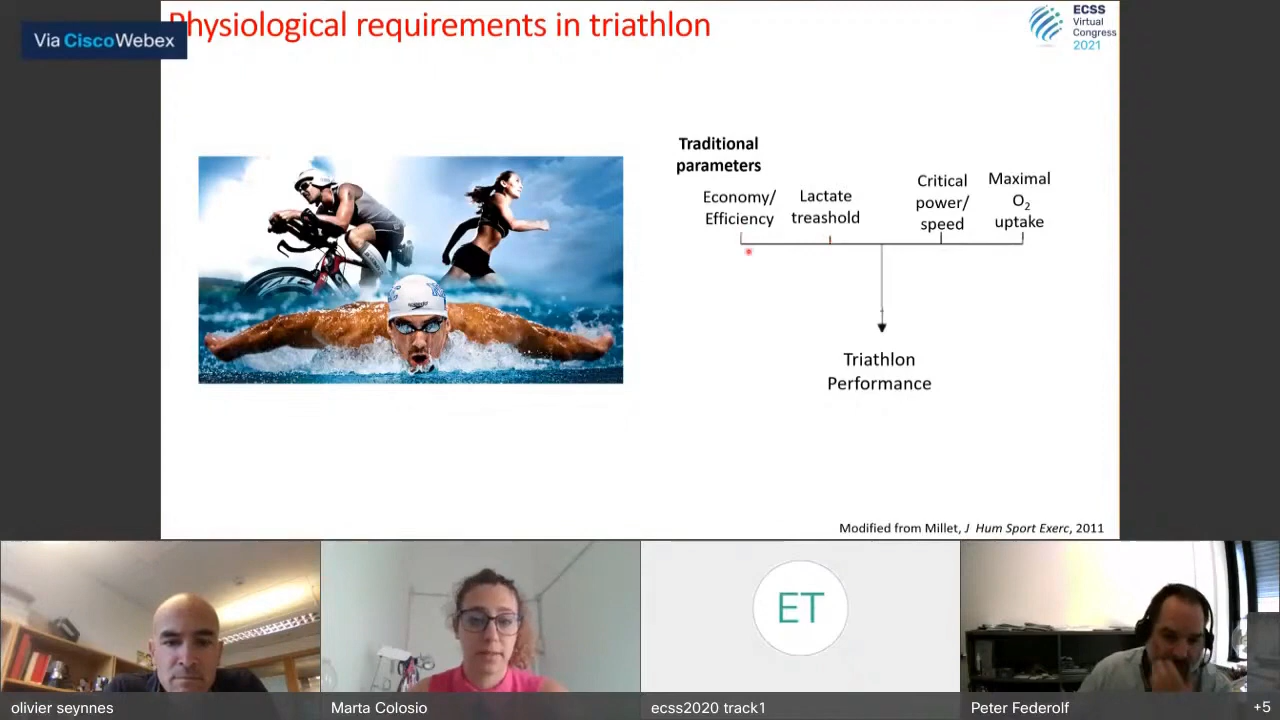 Physiological requirements in triathlon
Via CiscoWebex
ECSS
Virtual
Congress
2021
Traditional
parameters
Economy/
Efficiency
Lactate
treashold
Critical
power/
speed
Maximal
O2
uptake
speedo
Triathlon
Performance
Modified from Millet, J Hum Sport Exerc, 2011
ET
olivier seynnes
Marta Colosio
ecss2020 track1
Peter Federolf
+5